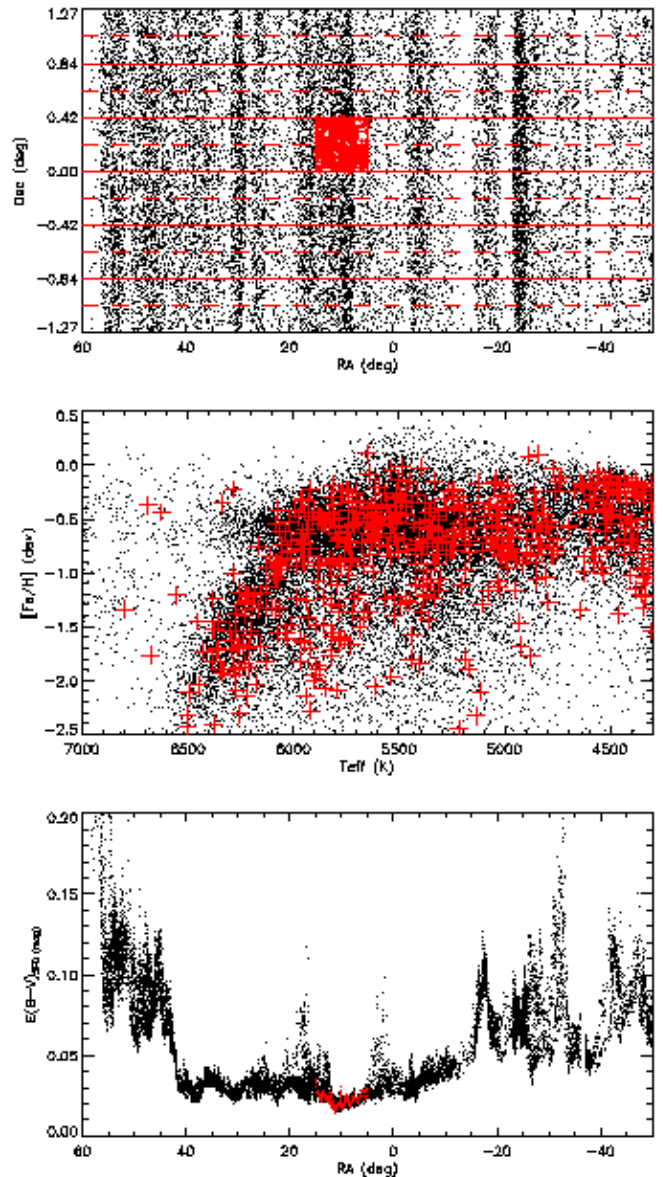 1.27
0.84
0.42
0.00
−0.42
−0.84
−1.27
Dec (deg)
60 40 20 0 −20 −40
RA (deg)
0.5
0.0
−0.5
−1.0
−1.5
−2.0
−2.5
[Fe/H] (dev)
7000 6500 6000 5500 5000 4500
Teff (K)
0.20
0.15
0.10
0.05
0.00
E(B−V)SFD (mag)
60 40 20 0 −20 −40
RA (deg)